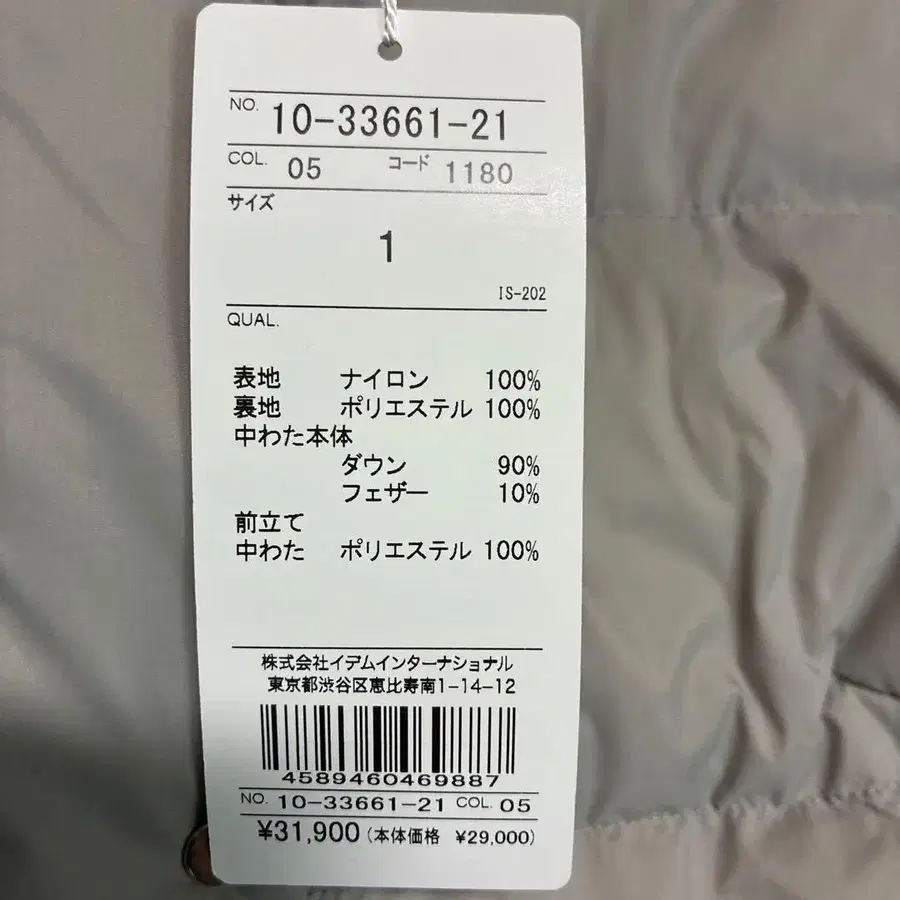 NO. 10-33661-21
COL. 05 コード 1180
サイズ
1
IS-202
QUAL.
表地 ナイロン 100%
裏地 ポリエステル 100%
中わた本体
ダウン 90%
フェザー 10%
前立て
中わた ポリエステル 100%
株式会社イデムインターナショナル
東京都渋谷区恵比寿南1-14-12
4589460469887
NO. 10-33661-21 COL. 05
¥31,900 (本体価格 ¥29,000)